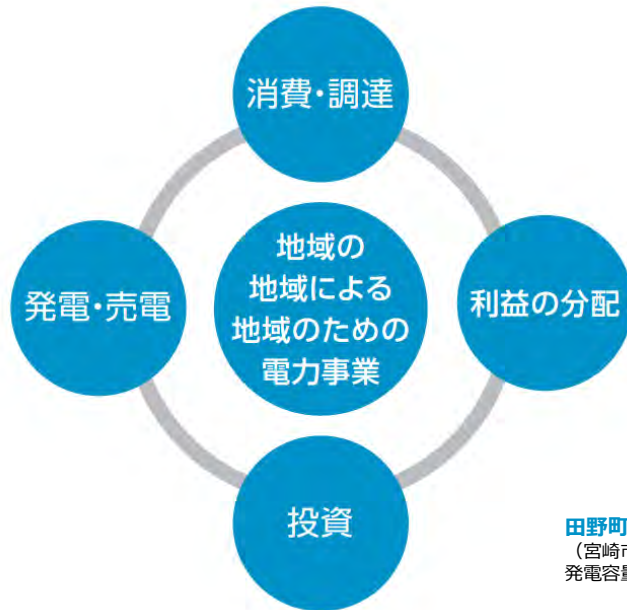 消費・調達
発電・売電
地域の
地域による
地域のための
電力事業
利益の分配
投資
田野町
（宮崎市
発電容量